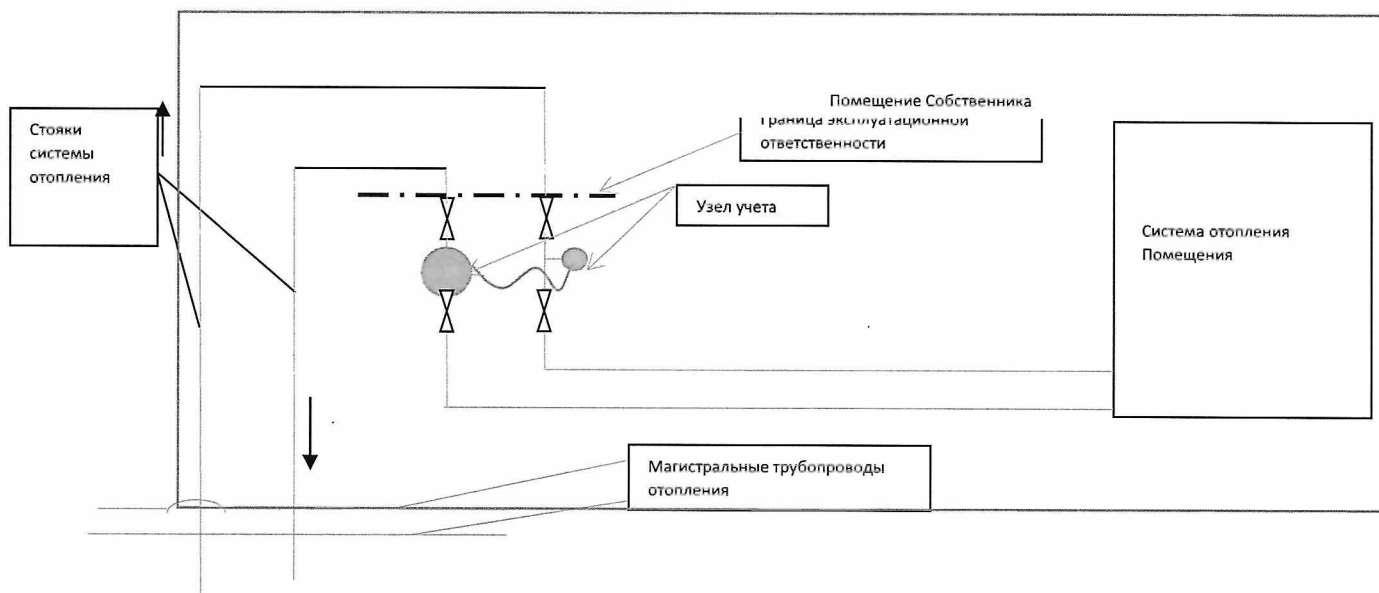 Помещение Собственника
Стояки
системы
отопления
Граница эксплуатационной
ответственности
Узел учета
Система отопления
Помещения
Магистральные трубопроводы
отопления